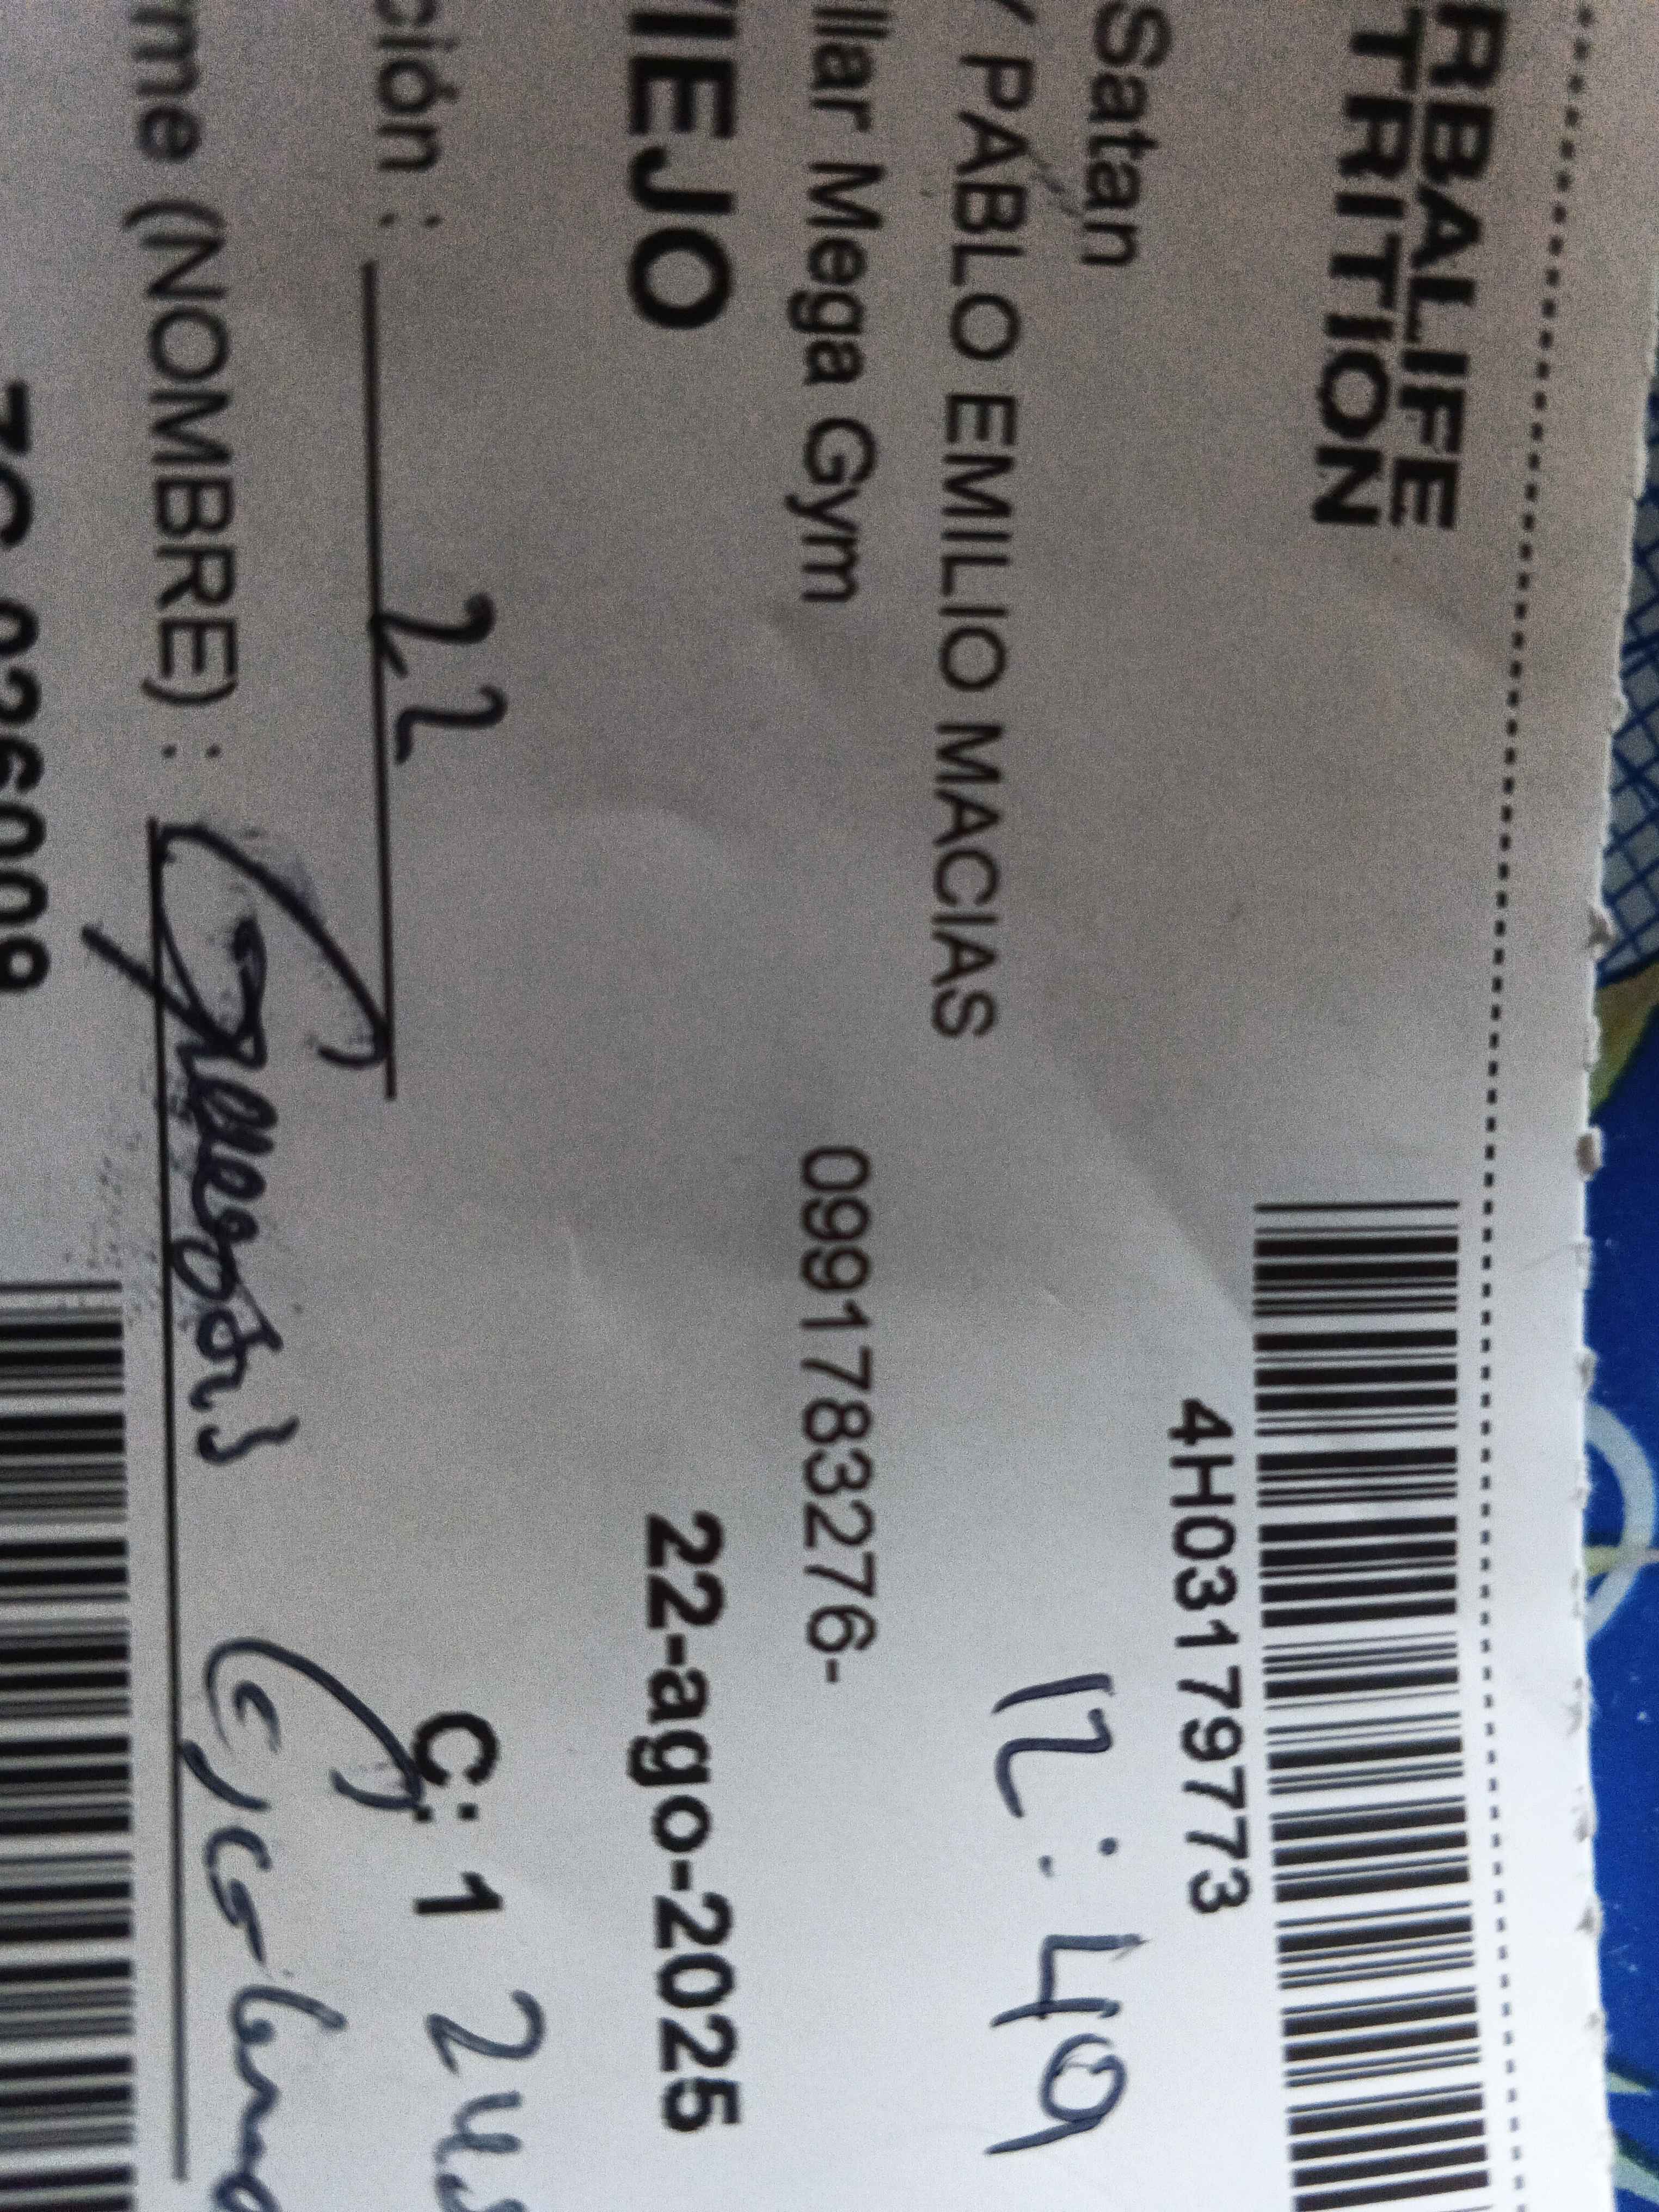 RBALIFE
TRITION
4H03179773
Satan
12:49
Y PABLO EMILIO MACIAS
llar Mega Gym 0991783276-
IEJO 22-ago-2025
ción : 22 C: 1
me (NOMBRE) :